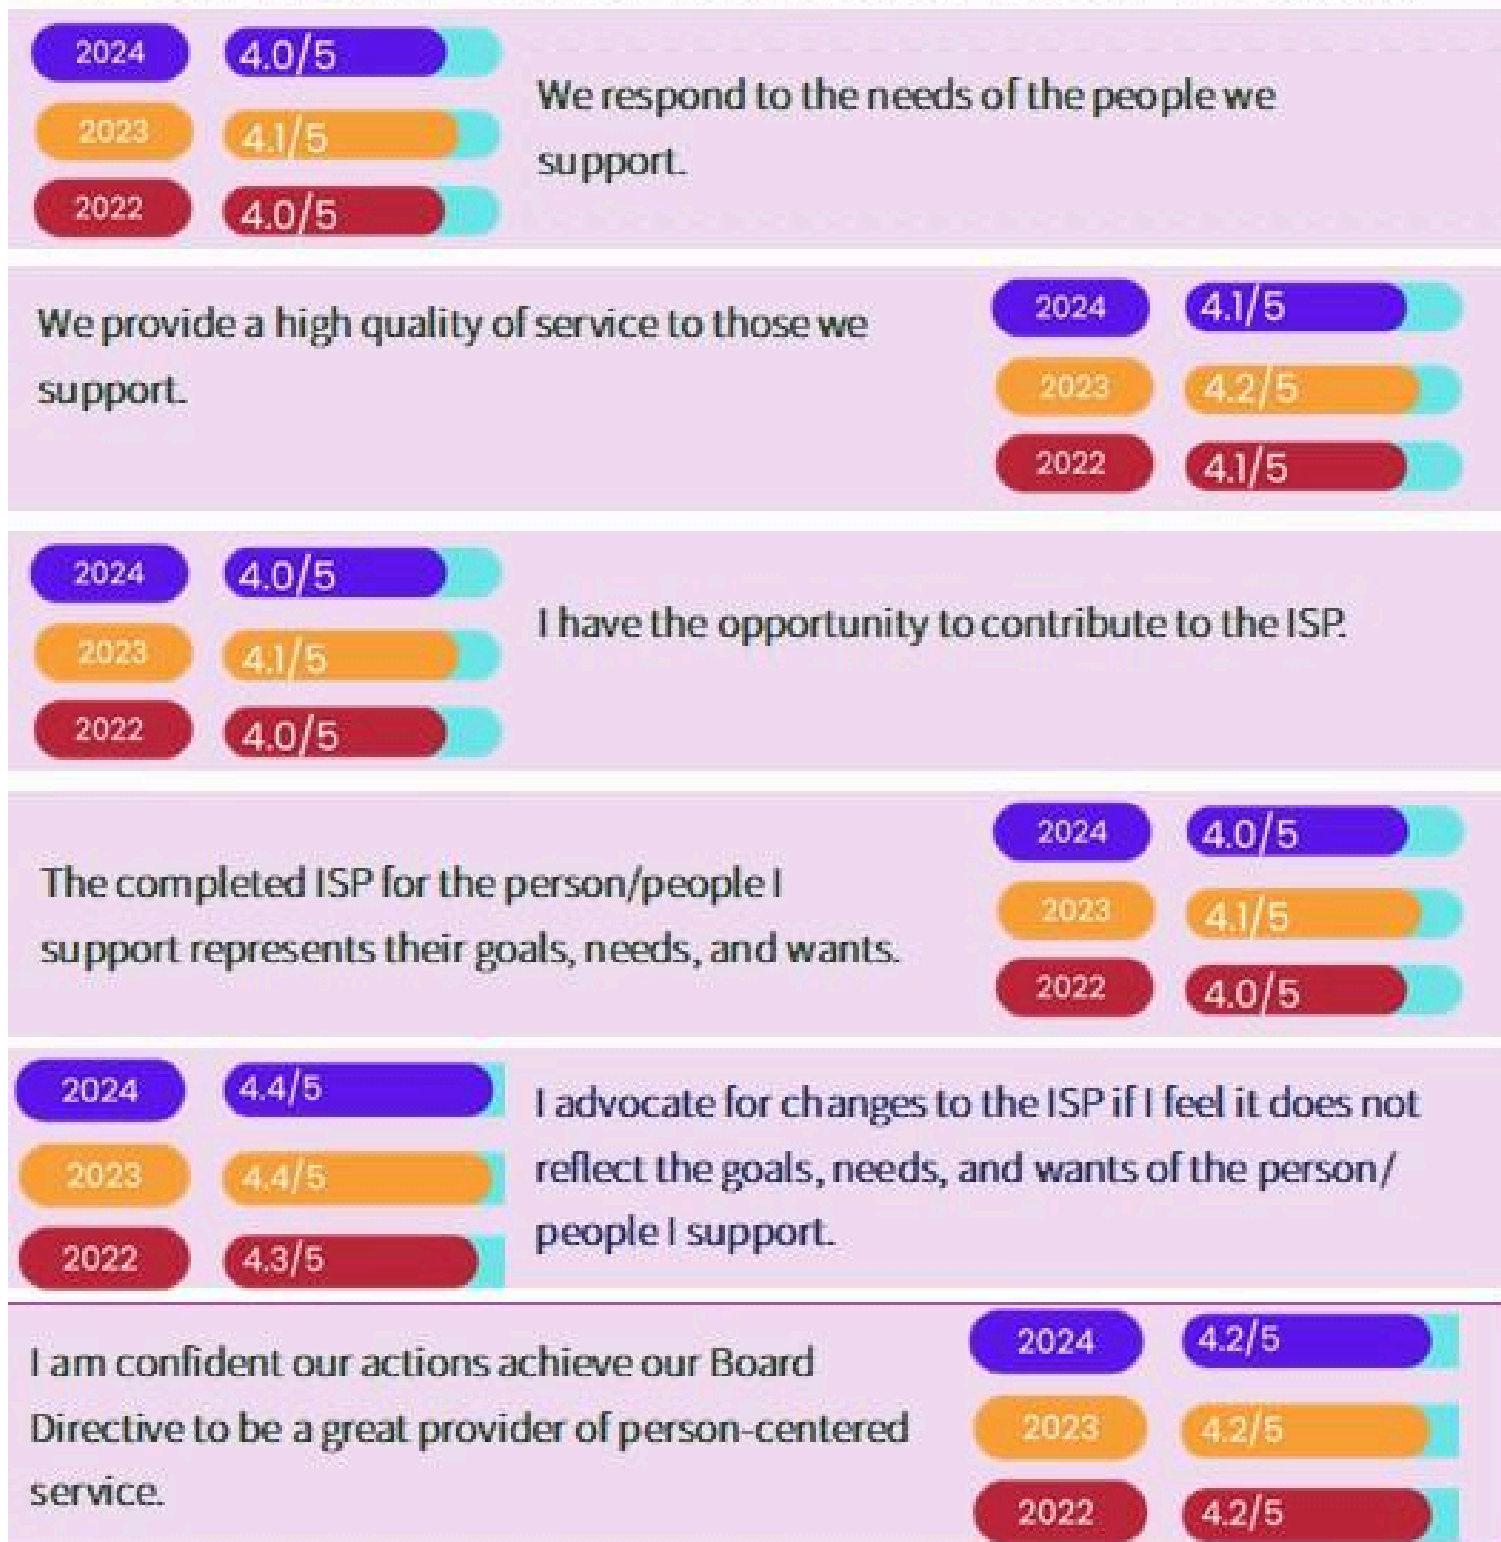 2024 4.0/5
2023 4.1/5
2022 4.0/5
We respond to the needs of the people we
support.
We provide a high quality of service to those we
support.
2024 4.1/5
2023 4.2/5
2022 4.1/5
2024 4.0/5
2023 4.1/5
2022 4.0/5
I have the opportunity to contribute to the ISP.
The completed ISP for the person/people I
support represents their goals, needs, and wants.
2024 4.0/5
2023 4.1/5
2022 4.0/5
2024 4.4/5
2023 4.4/5
2022 4.3/5
I advocate for changes to the ISP if I feel it does not
reflect the goals, needs, and wants of the person/
people I support.
I am confident our actions achieve our Board
Directive to be a great provider of person-centered
service.
2024 4.2/5
2023 4.2/5
2022 4.2/5